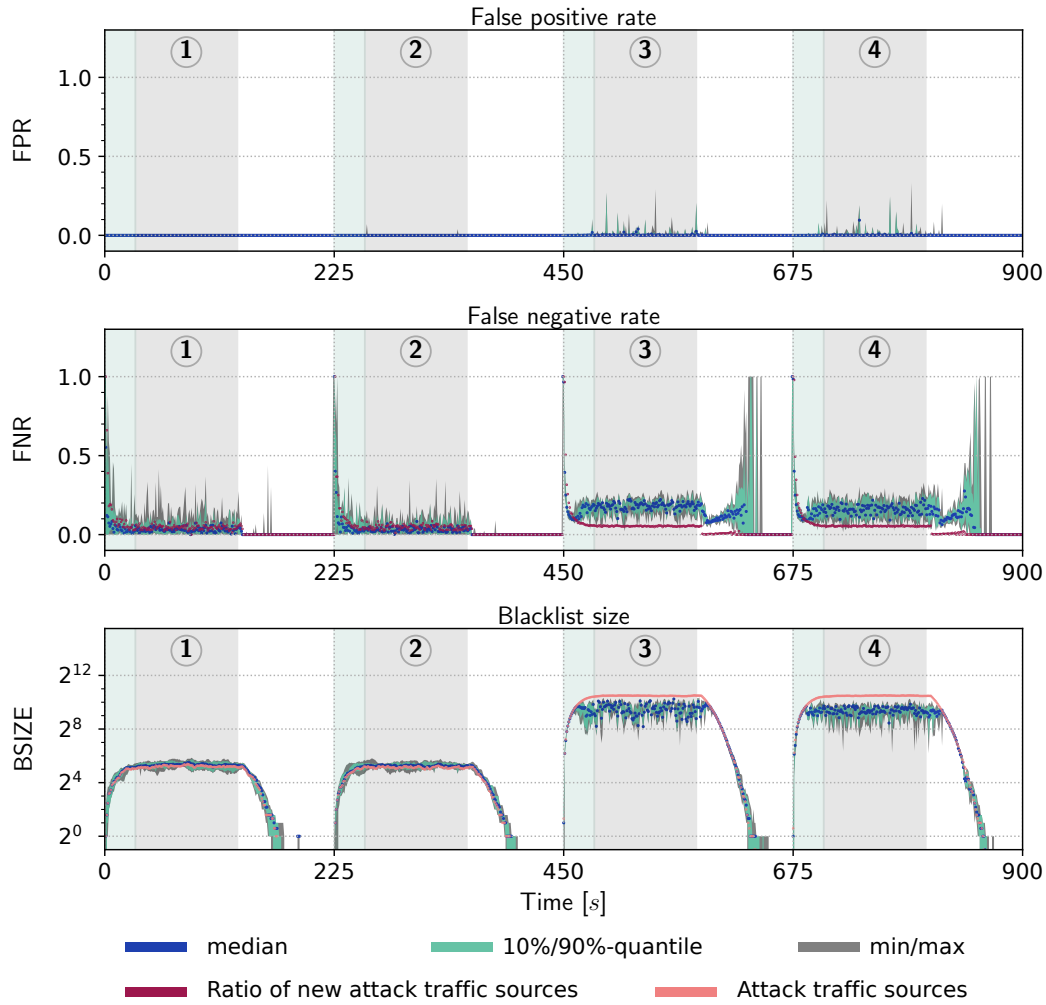 False positive rate
1 2 3 4
1.0
0.5
0.0
FPR
0 225 450 675 900
False negative rate
1 2 3 4
1.0
0.5
0.0
FNR
0 225 450 675 900
Blacklist size
1 2 3 4
2^12
2^8
2^4
2^0
BSIZE
0 225 450 675 900
Time [s]
median 10%/90%-quantile min/max
Ratio of new attack traffic sources Attack traffic sources